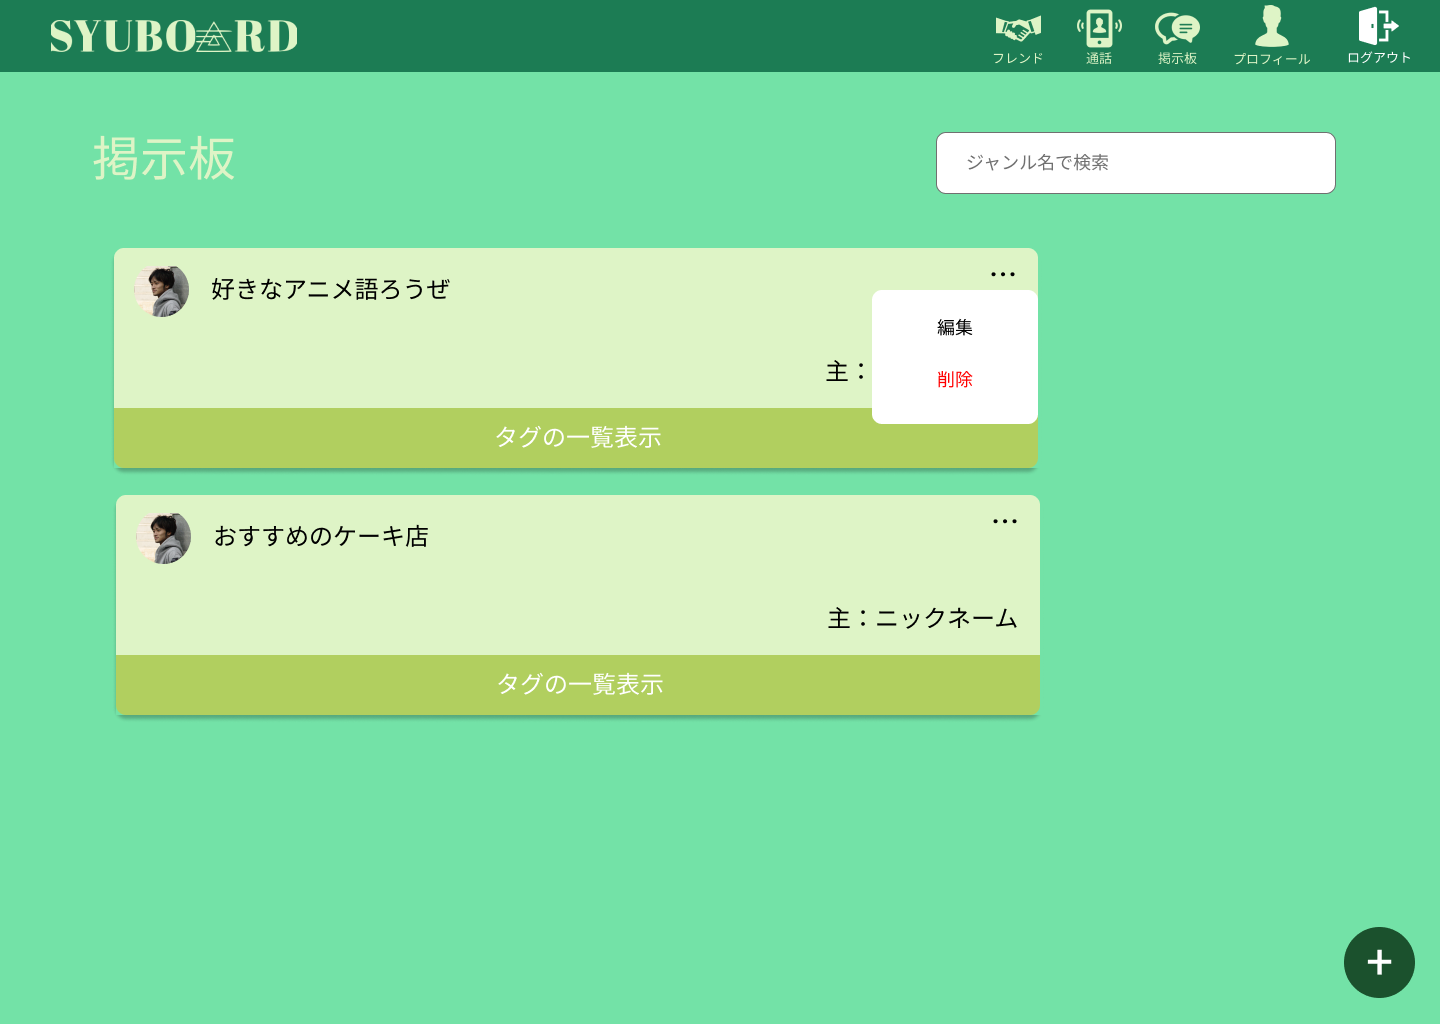 SYUBOARD
フレンド
通話
掲示板
プロフィール
ログアウト
掲示板
ジャンル名で検索
好きなアニメ語ろうぜ
…
編集
主：
削除
タグの一覧表示
おすすめのケーキ店
…
主：ニックネーム
タグの一覧表示
+